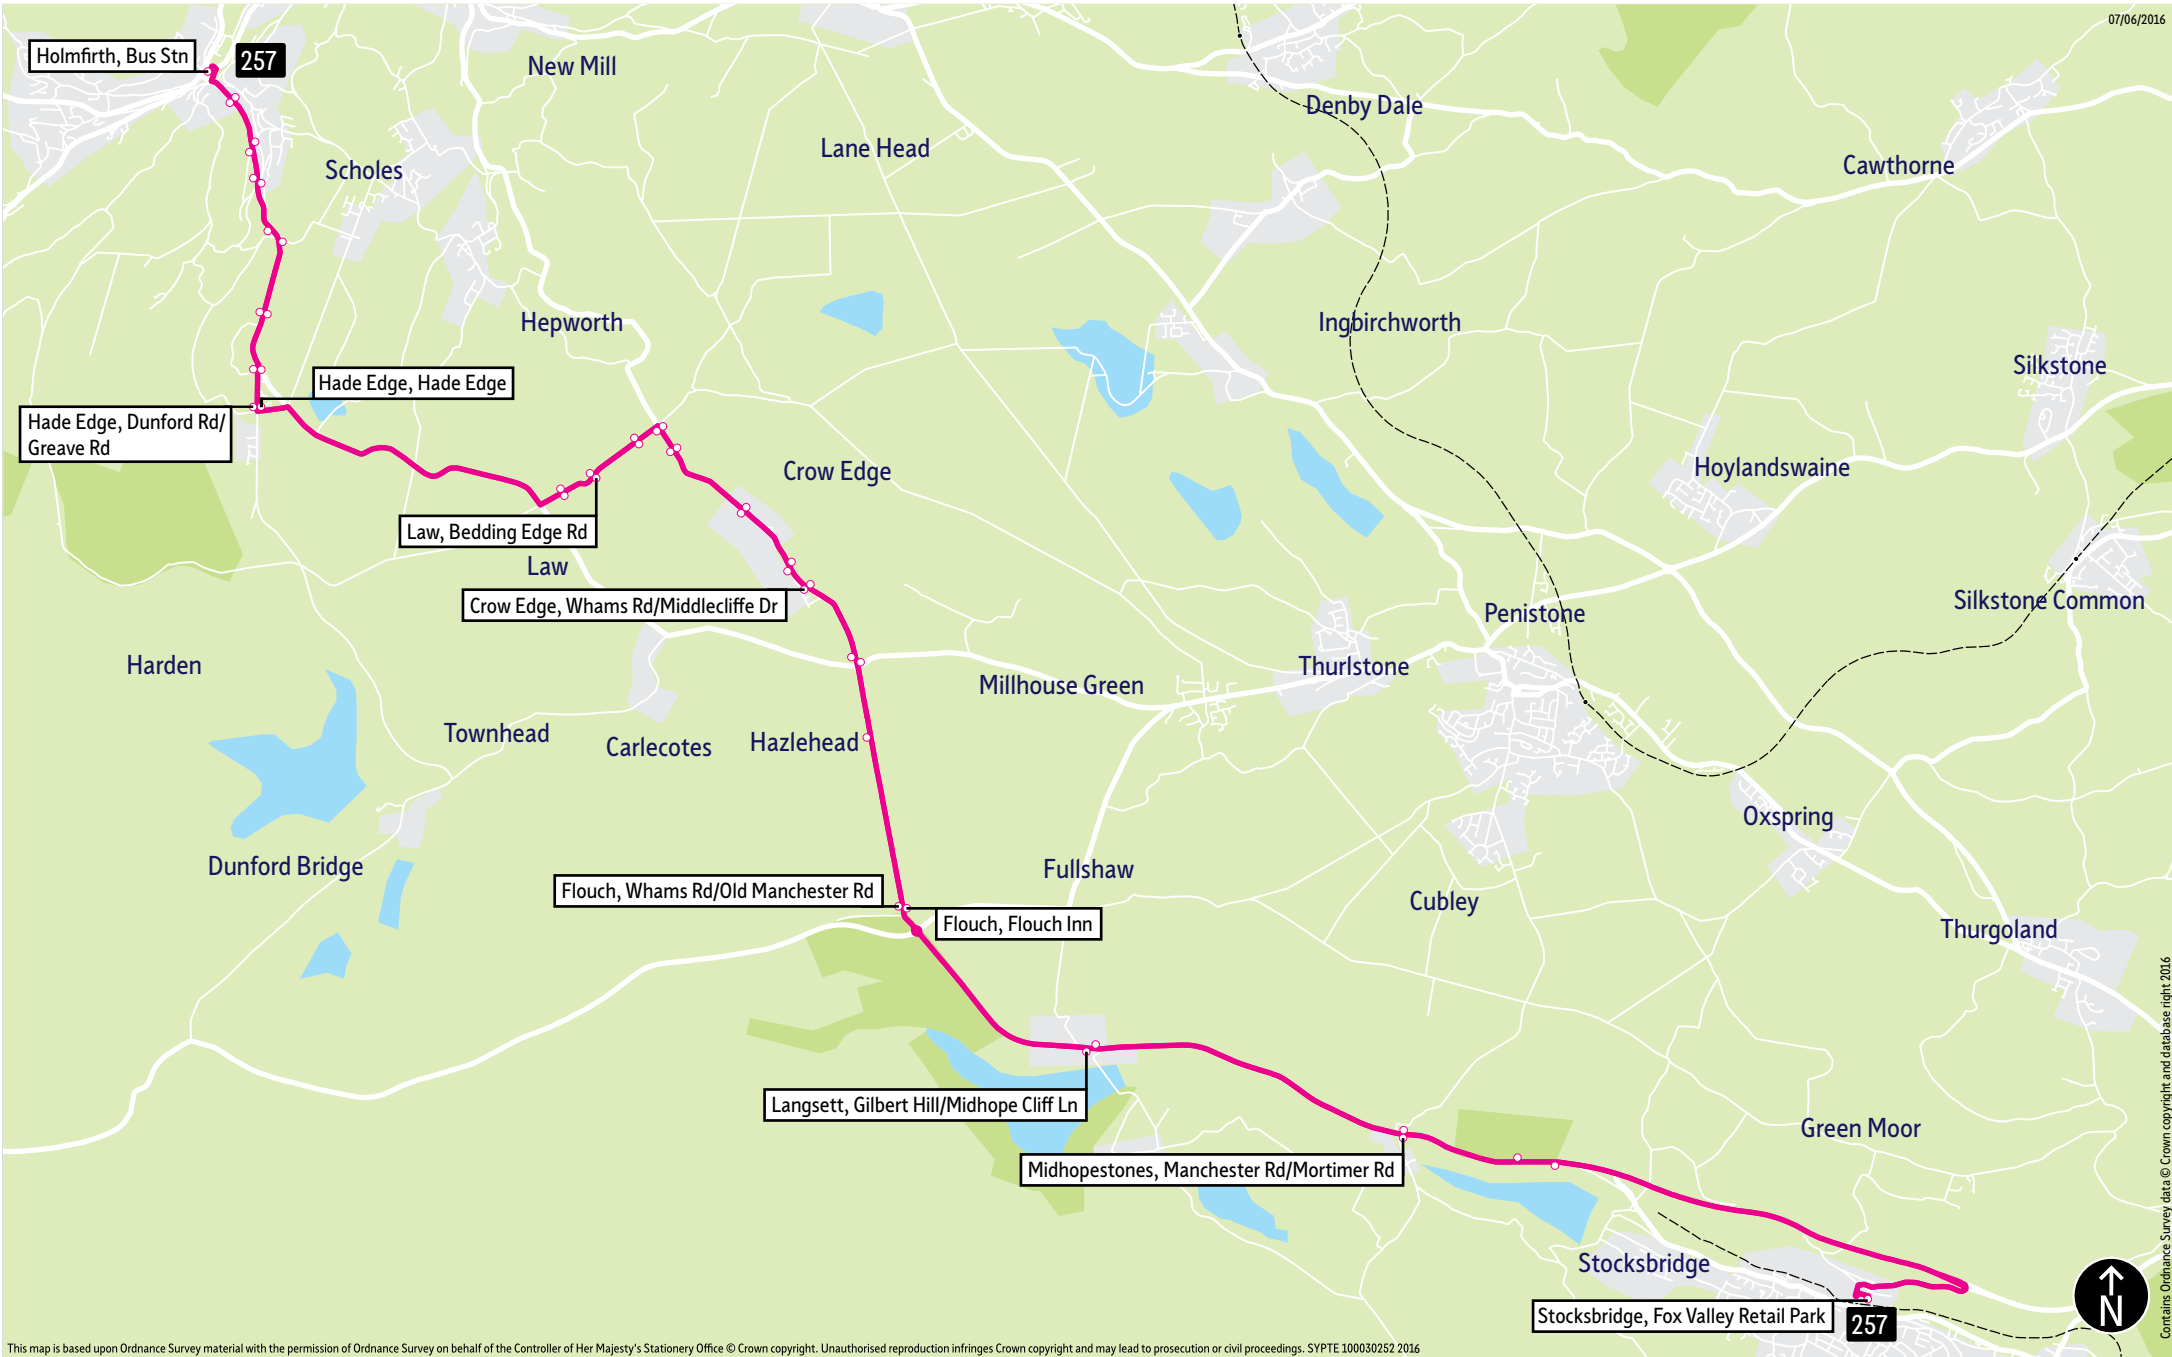 07/06/2016
Holmfirth, Bus Stn
257
New Mill
Denby Dale
Lane Head
Cawthorne
Scholes
Hepworth
Ingbirchworth
Silkstone
Hade Edge, Hade Edge
Hade Edge, Dunford Rd/
Greave Rd
Crow Edge
Hoylandswaine
Law, Bedding Edge Rd
Law
Crow Edge, Whams Rd/Middlecliffe Dr
Silkstone Common
Penistone
Harden
Thurlstone
Millhouse Green
Townhead
Carlecotes
Hazlehead
Oxspring
Dunford Bridge
Fullshaw
Flouch, Whams Rd/Old Manchester Rd
Cubley
Flouch, Flouch Inn
Thurgoland
Langsett, Gilbert Hill/Midhope Cliff Ln
Green Moor
Midhopestones, Manchester Rd/Mortimer Rd
Stocksbridge
Stocksbridge, Fox Valley Retail Park
257
N
Contains Ordnance Survey data © Crown copyright and database right 2016
This map is based upon Ordnance Survey material with the permission of Ordnance Survey on behalf of the Controller of Her Majesty's Stationery Office © Crown copyright. Unauthorised reproduction infringes Crown copyright and may lead to prosecution or civil proceedings. SYPTE 100030252 2016